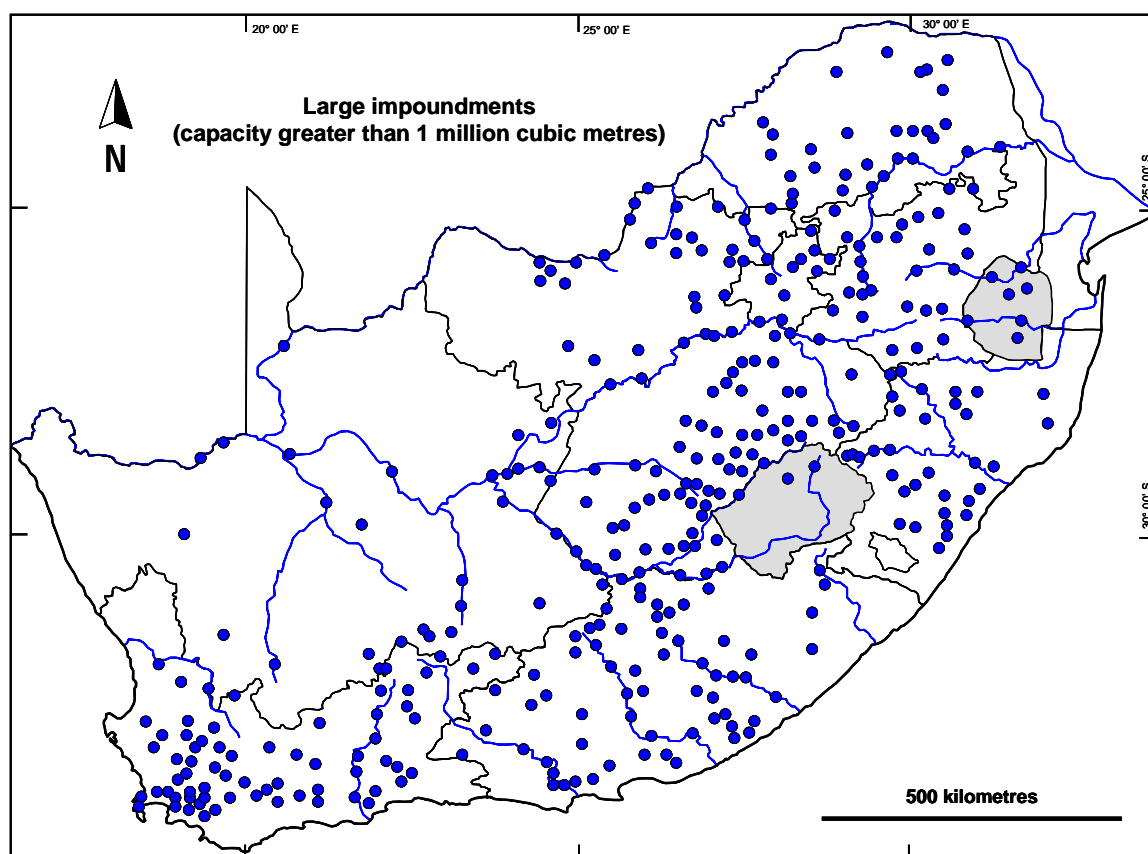 20° 00' E
25° 00' E
30° 00' E
Large impoundments
(capacity greater than 1 million cubic metres)
N
25° 00' S
30° 00' S
500 kilometres